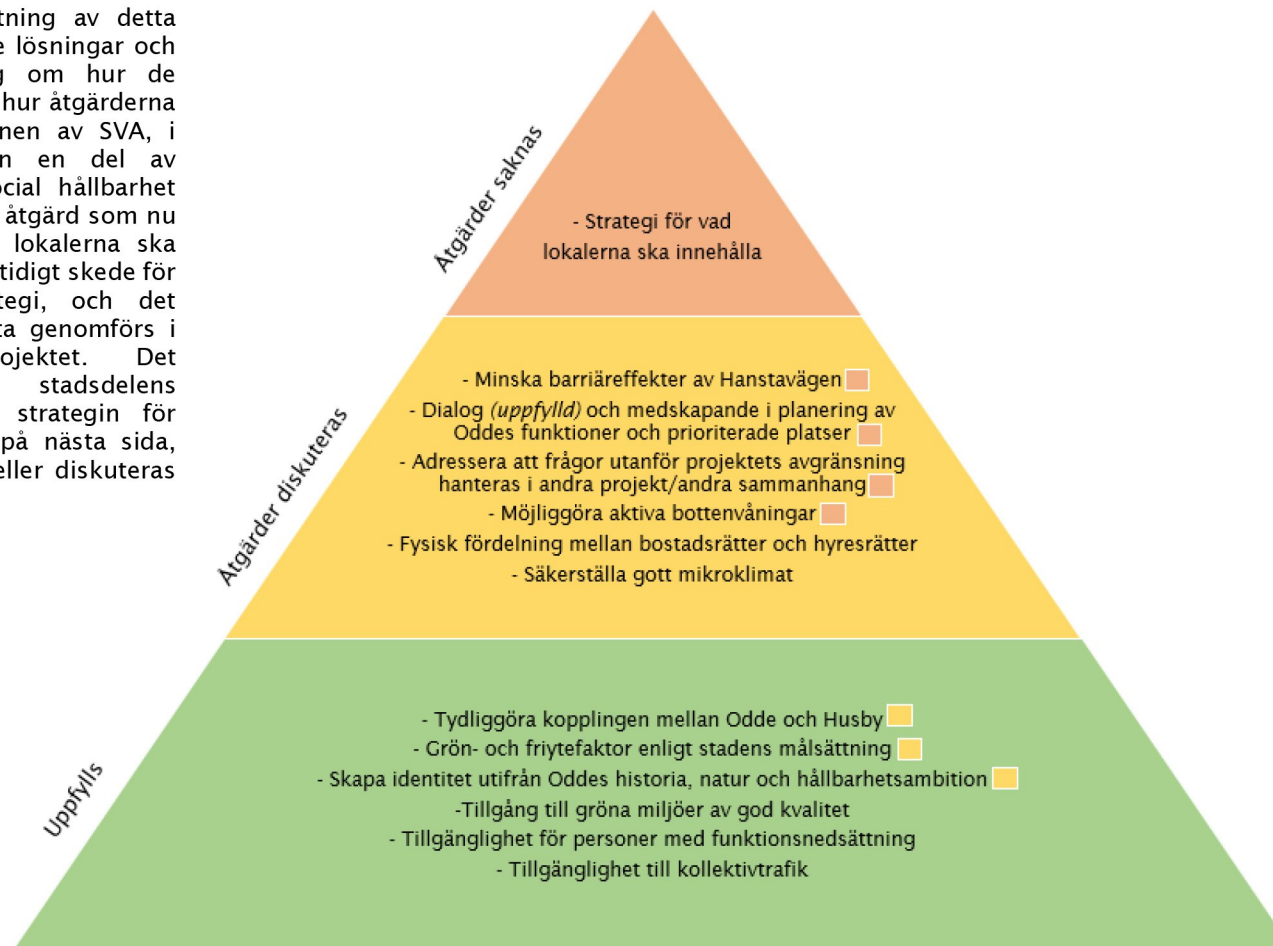 tning av detta
e lösningar och
g om hur de
hur åtgärderna
nen av SVA, i
n en del av
cial hållbarhet
åtgärd som nu
lokalerna ska
tidigt skede för
tegi, och det
ta genomförs i
ojektet. Det
stadsdelens
strategin för
på nästa sida,
eller diskuteras
Åtgärder saknas
- Strategi för vad
lokalerna ska innehålla
Åtgärder diskuteras
- Minska barriäreffekter av Hanstavägen
- Dialog (uppfylld) och medskapande i planering av
Oddes funktioner och prioriterade platser
- Adressera att frågor utanför projektets avgränsning
hanteras i andra projekt/andra sammanhang
- Möjliggöra aktiva bottenvåningar
- Fysisk fördelning mellan bostadsrätter och hyresrätter
- Säkerställa gott mikroklimat
Uppfylls
- Tydliggöra kopplingen mellan Odde och Husby
- Grön- och friytefaktor enligt stadens målsättning
- Skapa identitet utifrån Oddes historia, natur och hållbarhetsambition
-Tillgång till gröna miljöer av god kvalitet
- Tillgänglighet för personer med funktionsnedsättning
- Tillgänglighet till kollektivtrafik